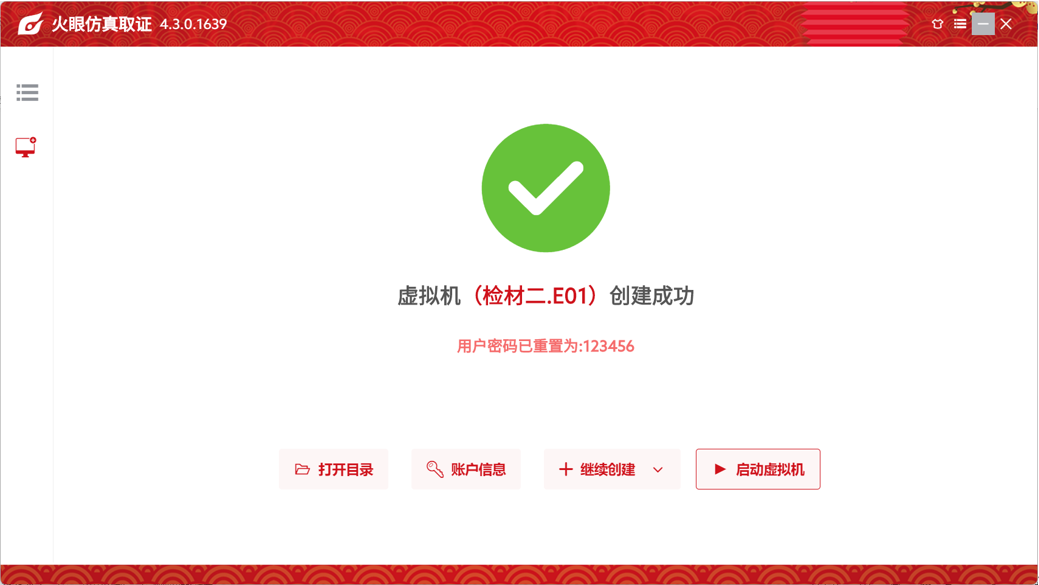 火眼仿真取证 4.3.0.1639
虚拟机（检材二.E01）创建成功
用户密码已重置为:123456
打开目录 账户信息 继续创建 启动虚拟机